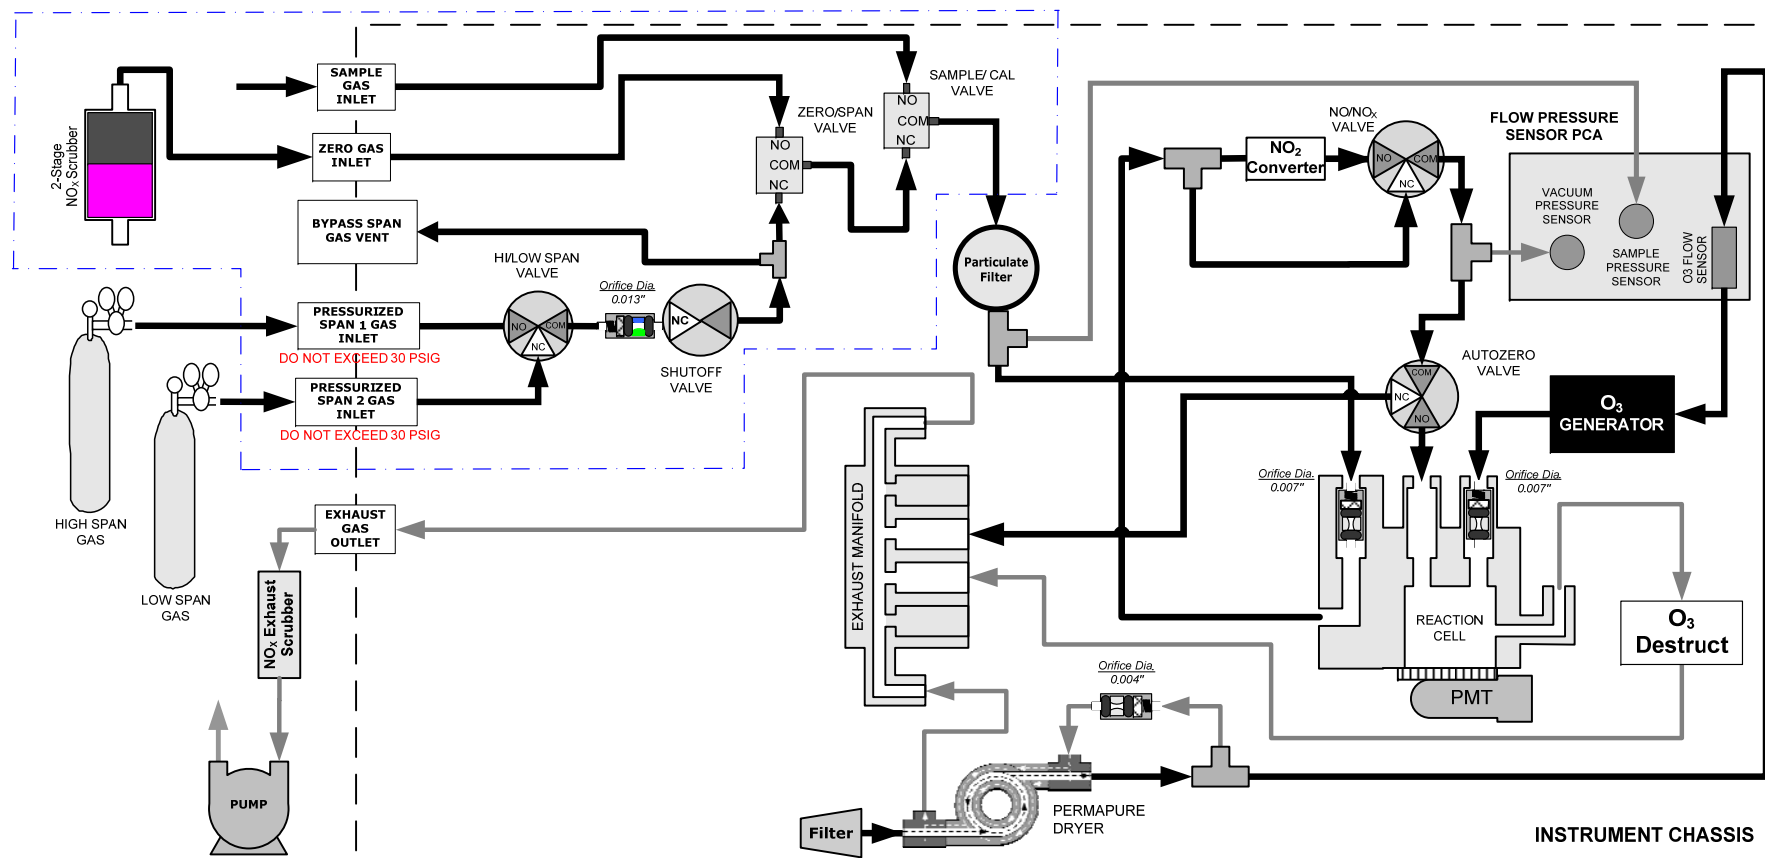 SAMPLE
GAS
INLET
ZERO GAS
INLET
BYPASS SPAN
GAS VENT
PRESSURIZED
SPAN 1 GAS
INLET
DO NOT EXCEED 30 PSIG
PRESSURIZED
SPAN 2 GAS
INLET
DO NOT EXCEED 30 PSIG
2-Stage
NOX Scrubber
HIGH SPAN
GAS
LOW SPAN
GAS
EXHAUST
GAS
OUTLET
NOX Exhaust
Scrubber
PUMP
HI/LOW SPAN
VALVE
NO
COM
NC
Orifice Dia.
0.013"
NC
SHUTOFF
VALVE
ZERO/SPAN
VALVE
NO
COM
NC
SAMPLE/ CAL
VALVE
NO
COM
NC
Particulate
Filter
NO/NOX
VALVE
NO2
Converter
NO
COM
NC
FLOW PRESSURE
SENSOR PCA
VACUUM
PRESSURE
SENSOR
SAMPLE
PRESSURE
SENSOR
O3 FLOW
SENSOR
AUTOZERO
VALVE
COM
NC
NO
O3
GENERATOR
Orifice Dia.
0.007"
Orifice Dia.
0.007"
EXHAUST MANIFOLD
REACTION
CELL
PMT
O3
Destruct
Orifice Dia.
0.004"
Filter
PERMAPURE
DRYER
INSTRUMENT CHASSIS